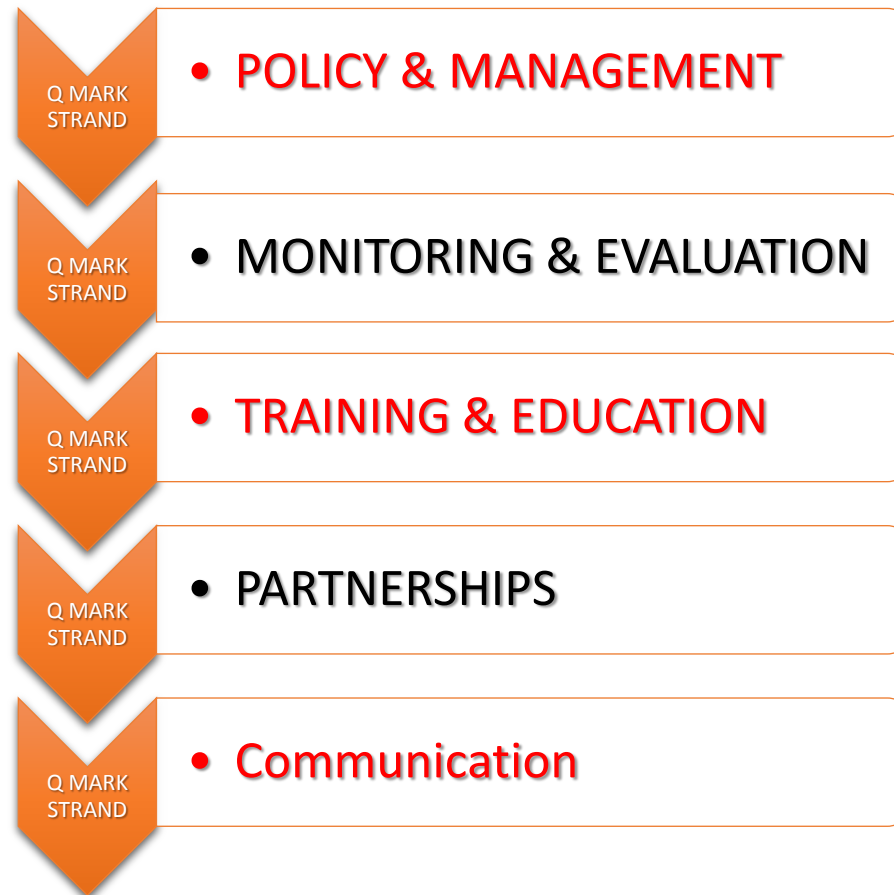 Q MARK
STRAND
• POLICY & MANAGEMENT
Q MARK
STRAND
• MONITORING & EVALUATION
Q MARK
STRAND
• TRAINING & EDUCATION
Q MARK
STRAND
• PARTNERSHIPS
Q MARK
STRAND
• Communication